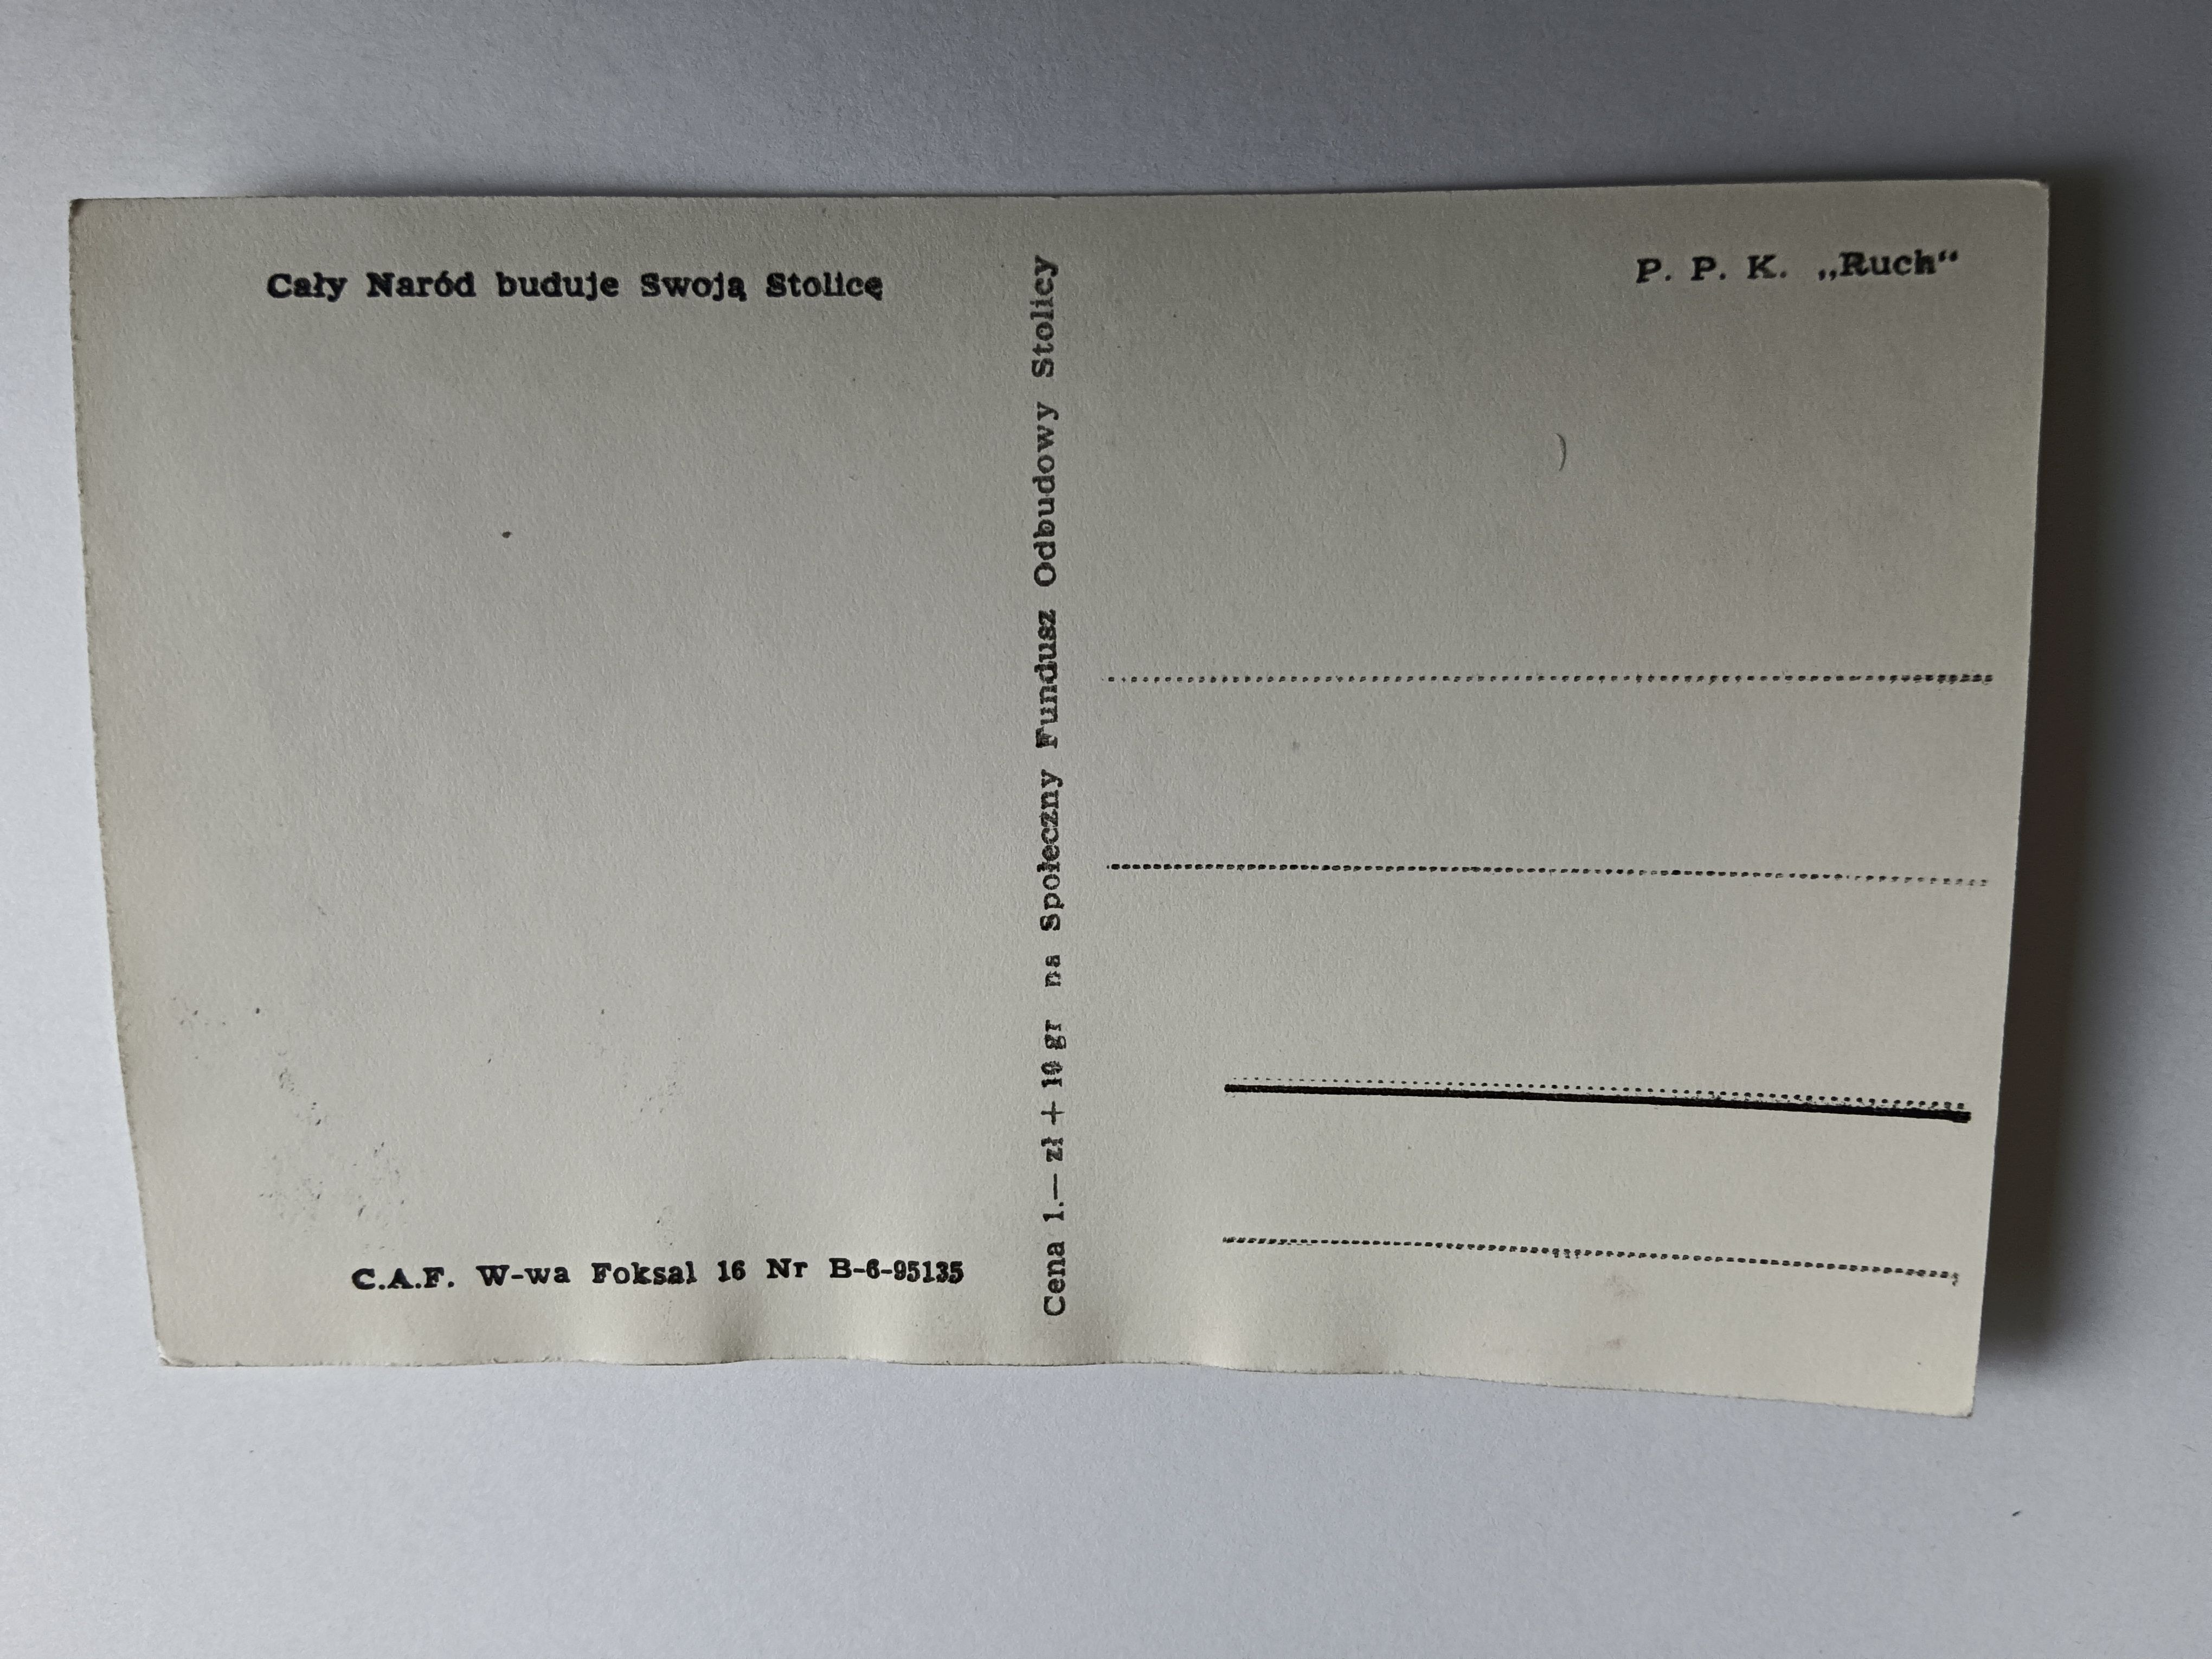 Cały Naród buduje Swoją Stolicę
C.A.F. W-wa Foksal 16 Nr B-6-95135
Cena 1.— zł + 10 gr na Społeczny Fundusz Odbudowy Stolicy
P. P. K. „Ruch“